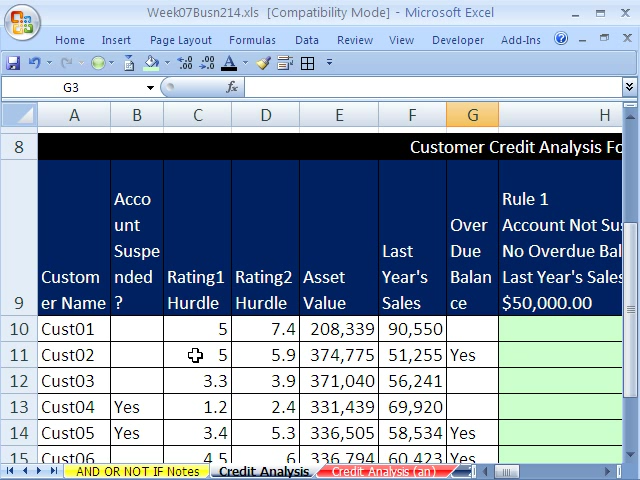 Week07Busn214.xls [Compatibility Mode] - Microsoft Excel
Home Insert Page Layout Formulas Data Review View Developer Add-Ins
G3 fx
A B C D E F G H
8 Customer Credit Analysis Fo
9
Custom
er Name
Acco
unt
Suspe
nded
?
Rating1
Hurdle
Rating2
Hurdle
Asset
Value
Last
Year's
Sales
Over
Due
Balan
ce
Rule 1
Account Not Sus
No Overdue Bal
Last Year's Sales
$50,000.00
10 Cust01 5 7.4 208,339 90,550
11 Cust02 5 5.9 374,775 51,255 Yes
12 Cust03 3.3 3.9 371,040 56,241
13 Cust04 Yes 1.2 2.4 331,439 69,920
14 Cust05 Yes 3.4 5.3 336,505 58,534 Yes
15 Cust06 4.5 6 336,794 60,423 Yes
AND OR NOT IF Notes Credit Analysis Credit Analysis (an)